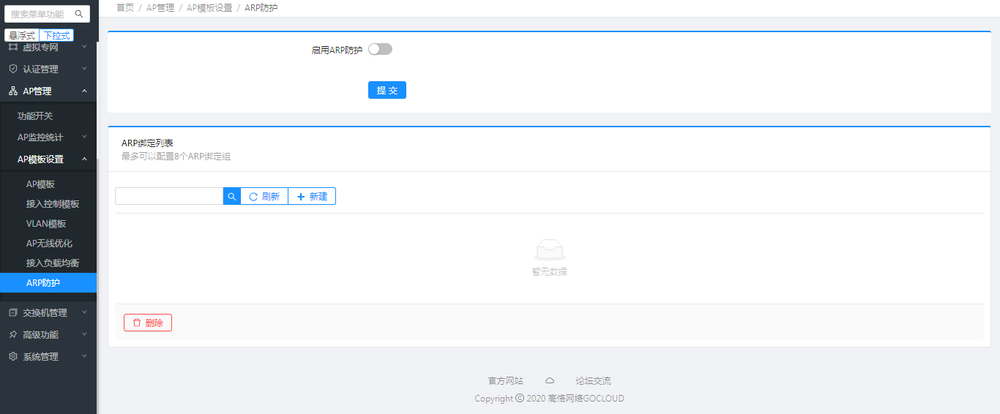 搜索菜单功能
悬浮式 下拉式
虚拟专网
认证管理
AP管理
功能开关
AP监控统计
AP模板设置
AP模板
接入控制模板
VLAN模板
AP无线优化
接入负载均衡
ARP防护
交换机管理
高级功能
系统管理
首页 / AP管理 / AP模板设置 / ARP防护
启用ARP防护
提 交
ARP绑定列表
最多可以配置8个ARP绑定组
刷新 新建
暂无数据
删除
官方网站 论坛交流
Copyright © 2020 高恪网络GOCLOUD